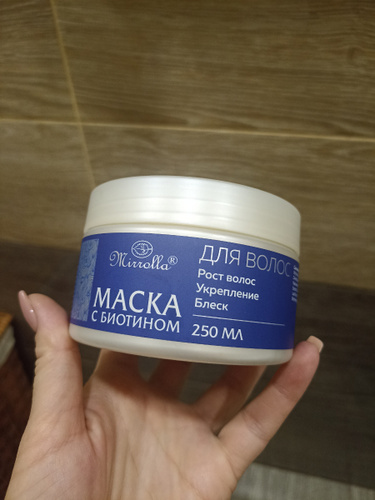 Mirrolla®
МАСКА
С БИОТИНОМ
ДЛЯ ВОЛОС
Рост волос
Укрепление
Блеск
250 МЛ